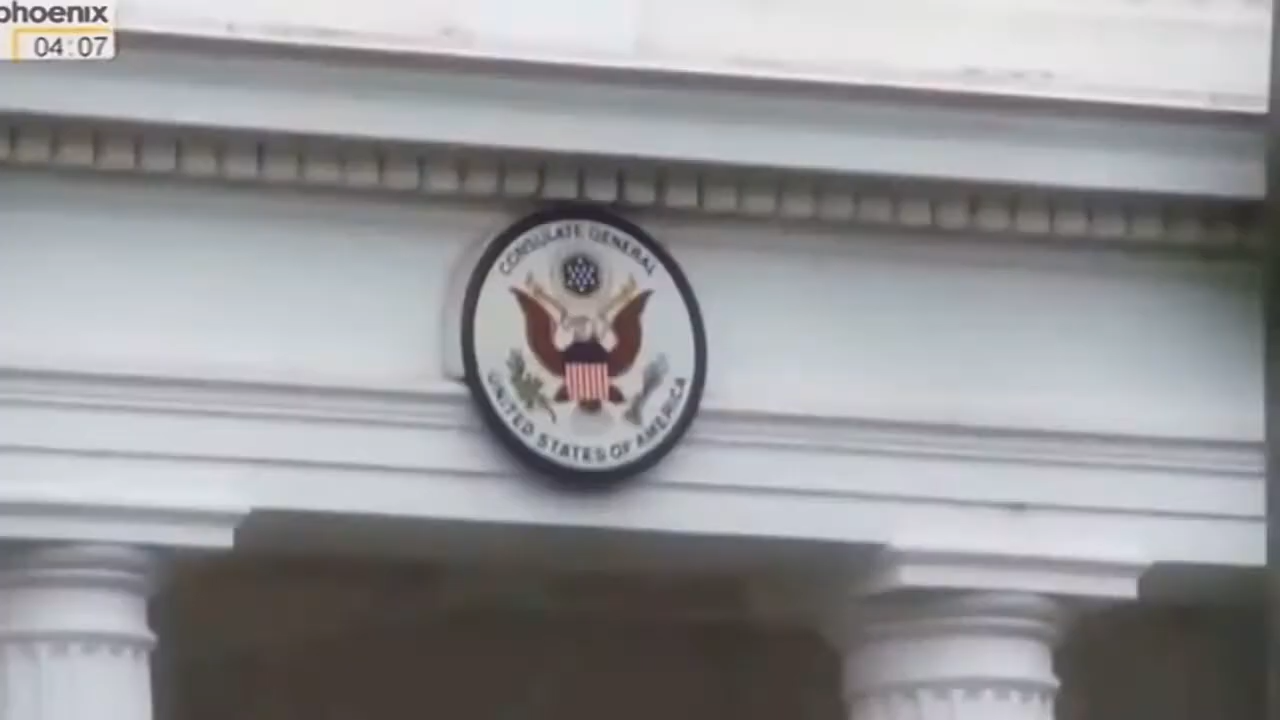 phoenix
04:07
CONSULATE GENERAL
UNITED STATES OF AMERICA